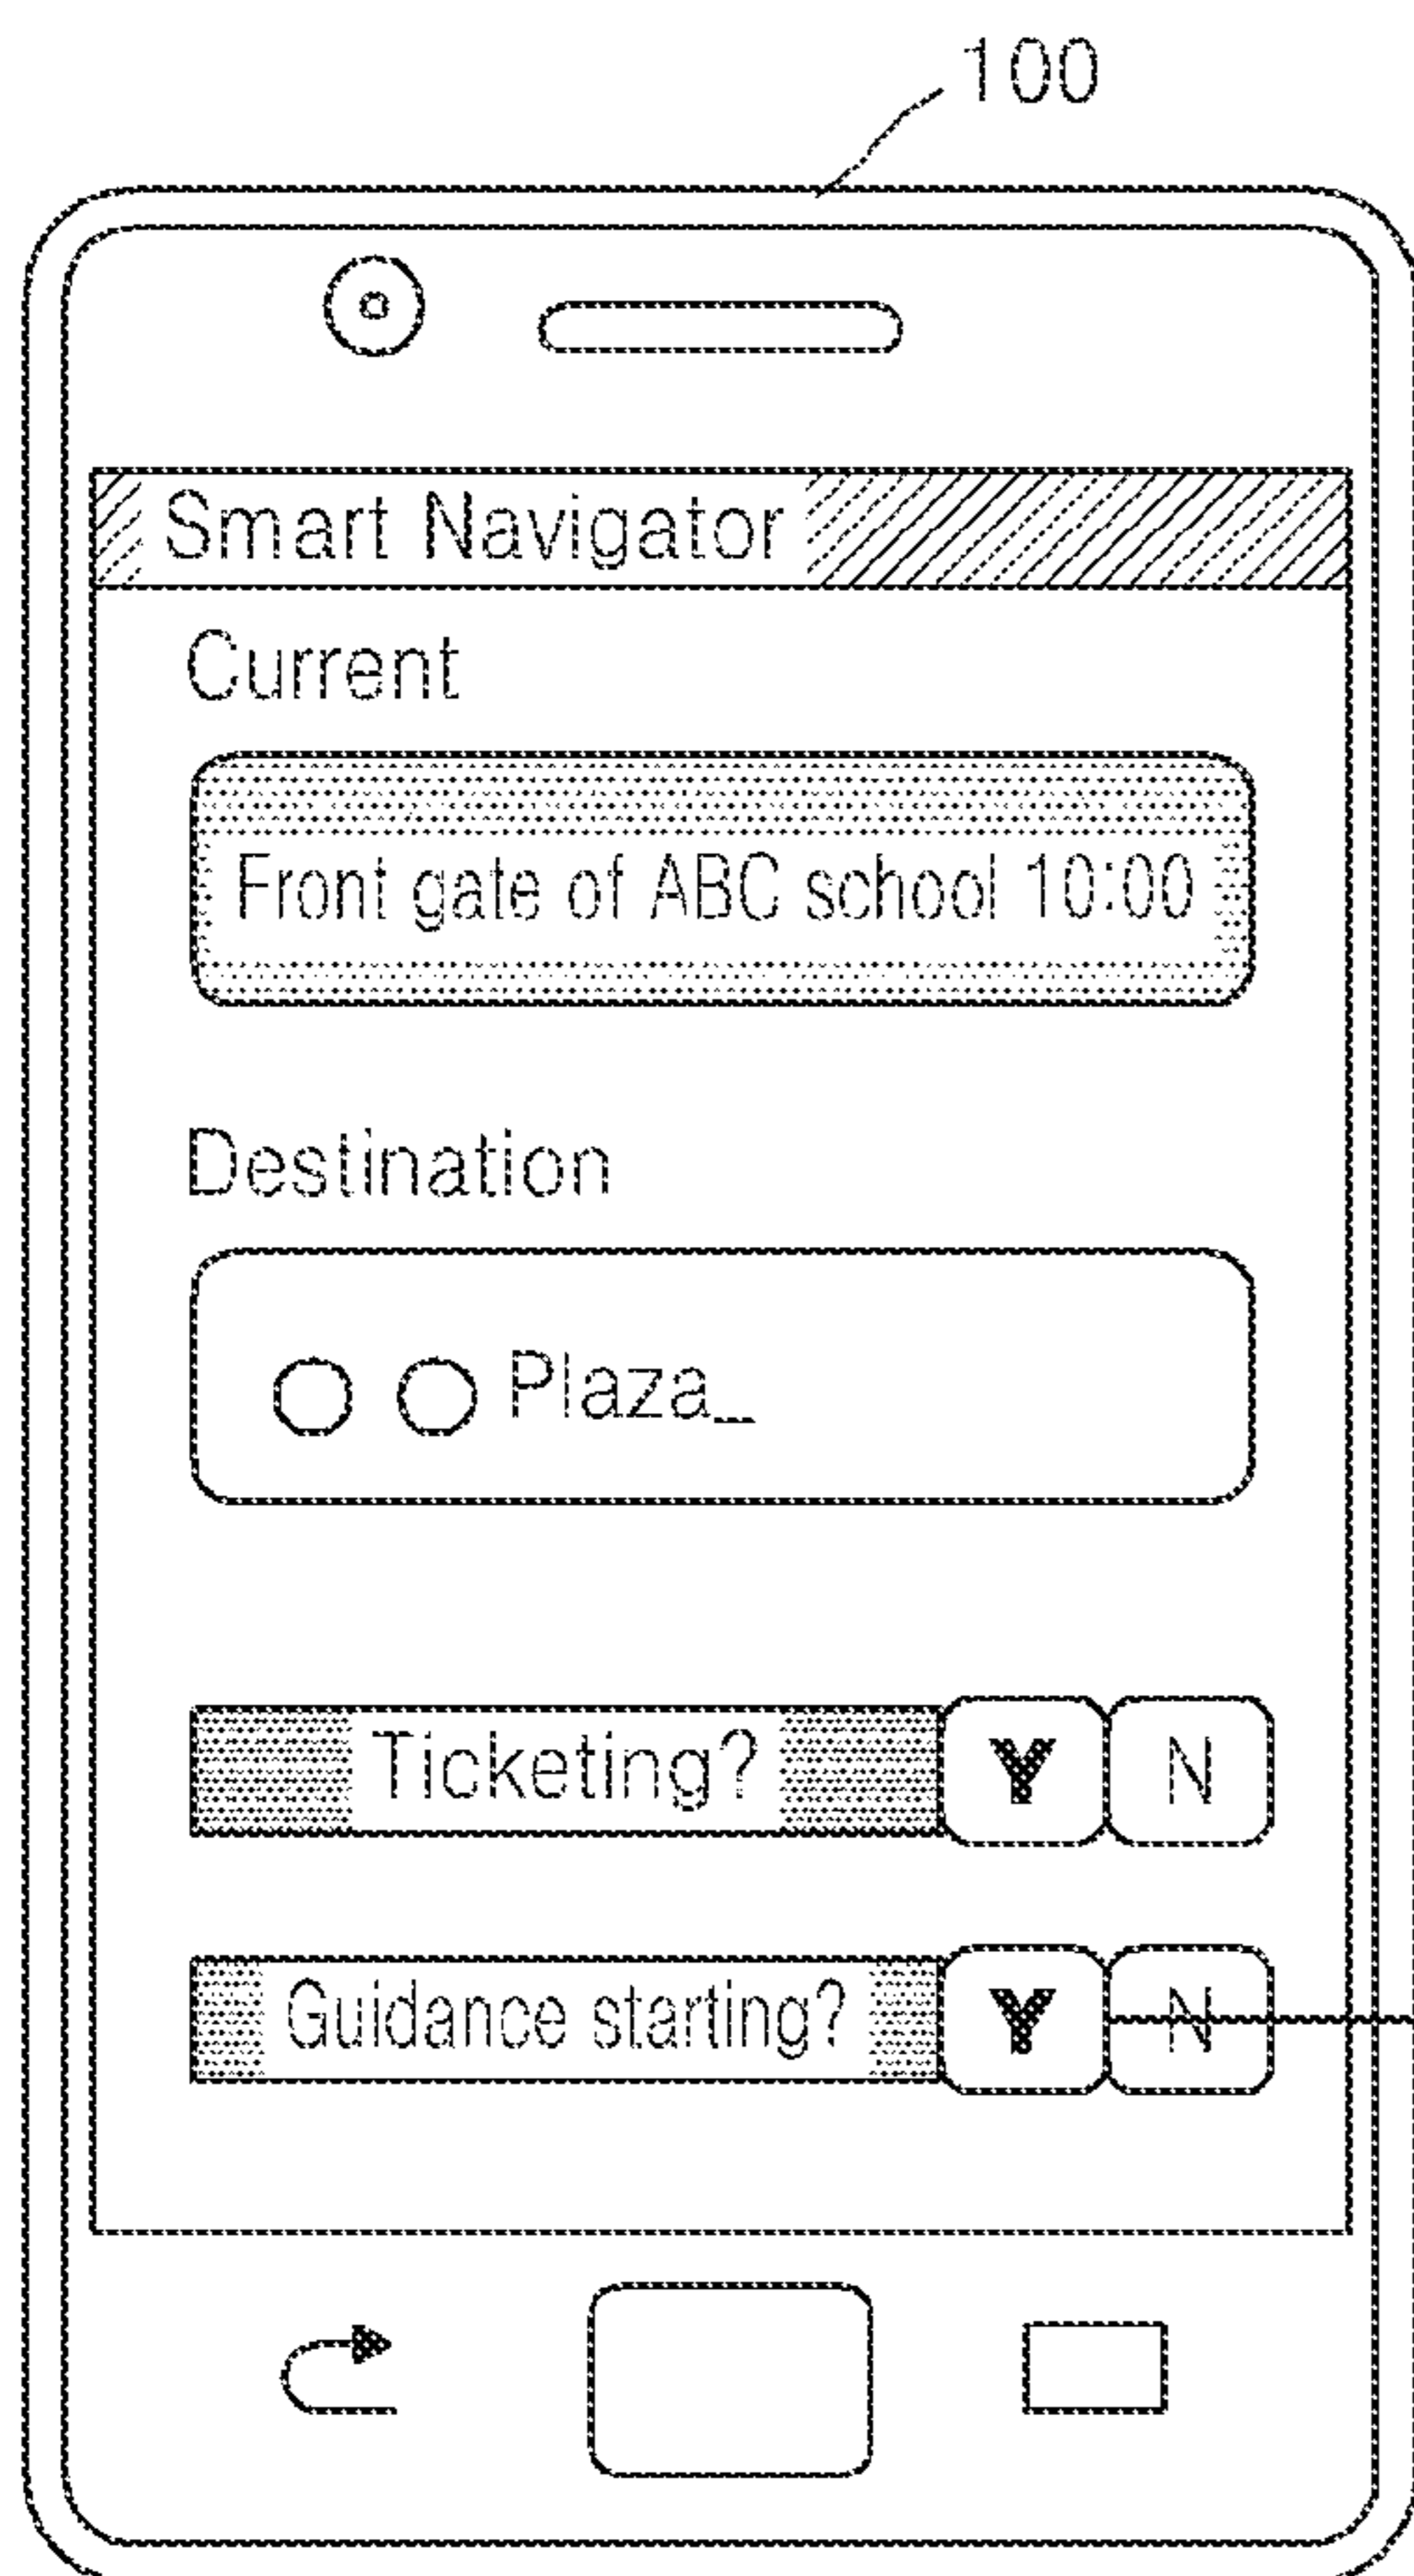 100
Smart Navigator
Current
Front gate of ABC school 10:00
Destination
○ ○ Plaza_
Ticketing? Y N
Guidance starting? Y N